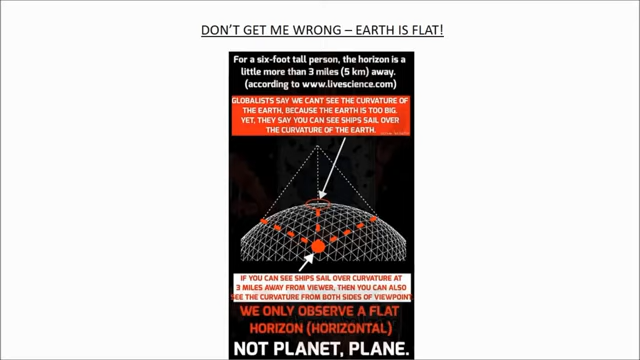 DON'T GET ME WRONG – EARTH IS FLAT!
For a six-foot tall person, the horizon is a
little more than 3 miles (5 km) away.
(according to www.livescience.com)
GLOBALISTS SAY WE CANT SEE THE CURVATURE OF
THE EARTH, BECAUSE THE EARTH IS TOO BIG.
YET, THEY SAY YOU CAN SEE SHIPS SAIL OVER
THE CURVATURE OF THE EARTH.
IF YOU CAN SEE SHIPS SAIL OVER CURVATURE AT
3 MILES AWAY FROM VIEWER, THEN YOU CAN ALSO
SEE THE CURVATURE FROM BOTH SIDES OF VIEWPOINT
WE ONLY OBSERVE A FLAT
HORIZON (HORIZONTAL)
NOT PLANET, PLANE.